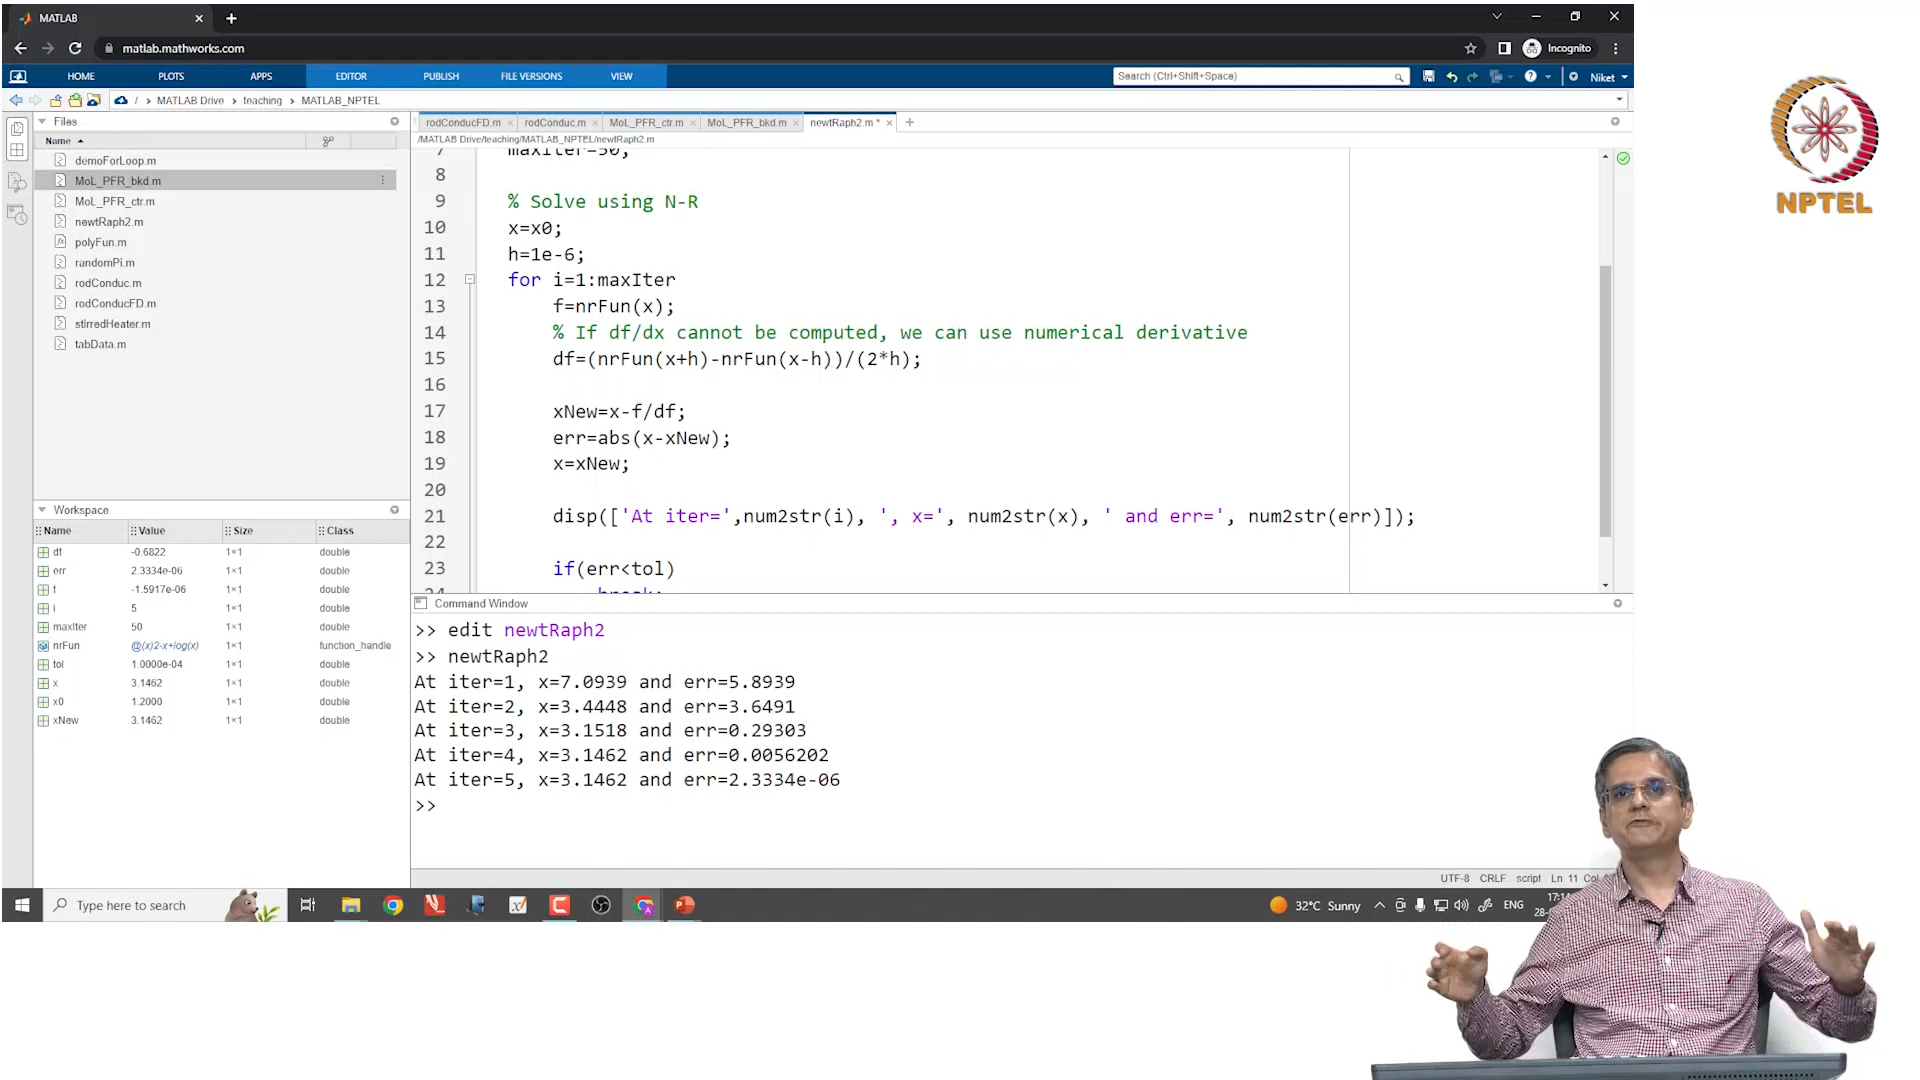 MATLAB
matlab.mathworks.com
Incognito
HOME PLOTS APPS EDITOR PUBLISH FILE VERSIONS VIEW
Search (Ctrl+Shift+Space)
Niket
/ MATLAB Drive teaching MATLAB_NPTEL
NPTEL
Files
Name
demoForLoop.m
MoL_PFR_bkd.m
MoL_PFR_ctr.m
newtRaph2.m
polyFun.m
randomPi.m
rodConduc.m
rodConducFD.m
stirredHeater.m
tabData.m
Workspace
Name Value Size Class
df -0.6822 1×1 double
err 2.3334e-06 1×1 double
f -1.5917e-06 1×1 double
i 5 1×1 double
maxIter 50 1×1 double
nrFun @(x)2-x+log(x) 1×1 function_handle
tol 1.0000e-04 1×1 double
x 3.1462 1×1 double
x0 1.2000 1×1 double
xNew 3.1462 1×1 double
rodConducFD.m rodConduc.m MoL_PFR_ctr.m MoL_PFR_bkd.m newtRaph2.m *
/MATLAB Drive/teaching/MATLAB_NPTEL/newtRaph2.m
7 maxIter=50;
8
9 % Solve using N-R
10 x=x0;
11 h=1e-6;
12 for i=1:maxIter
13 f=nrFun(x);
14 % If df/dx cannot be computed, we can use numerical derivative
15 df=(nrFun(x+h)-nrFun(x-h))/(2*h);
16
17 xNew=x-f/df;
18 err=abs(x-xNew);
19 x=xNew;
20
21 disp(['At iter=',num2str(i), ', x=', num2str(x), ' and err=', num2str(err)]);
22
23 if(err<tol)
24 break;
Command Window
>> edit newtRaph2
>> newtRaph2
At iter=1, x=7.0939 and err=5.8939
At iter=2, x=3.4448 and err=3.6491
At iter=3, x=3.1518 and err=0.29303
At iter=4, x=3.1462 and err=0.0056202
At iter=5, x=3.1462 and err=2.3334e-06
>>
UTF-8 CRLF script Ln 11
Type here to search
32°C Sunny
ENG